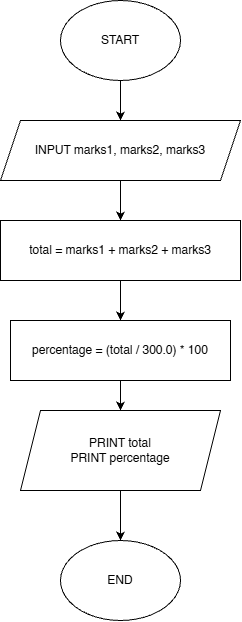 START
INPUT marks1, marks2, marks3
total = marks1 + marks2 + marks3
percentage = (total / 300.0) * 100
PRINT total
PRINT percentage
END